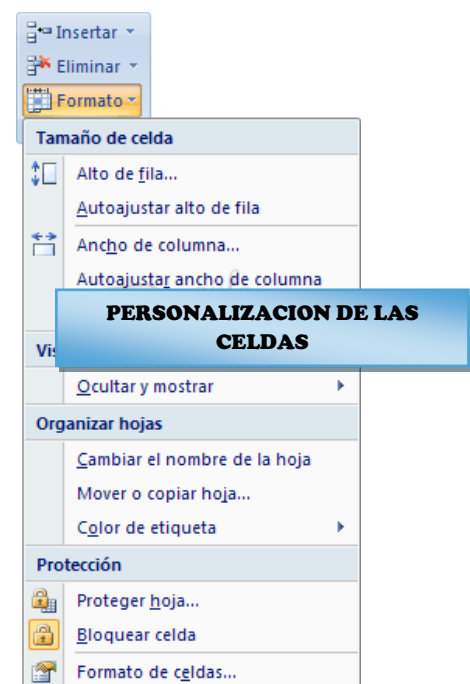 Insertar
Eliminar
Formato
Tamaño de celda
Alto de fila...
Autoajustar alto de fila
Ancho de columna...
Autoajustar ancho de columna
PERSONALIZACION DE LAS
CELDAS
Ocultar y mostrar
Organizar hojas
Cambiar el nombre de la hoja
Mover o copiar hoja...
Color de etiqueta
Protección
Proteger hoja...
Bloquear celda
Formato de celdas...